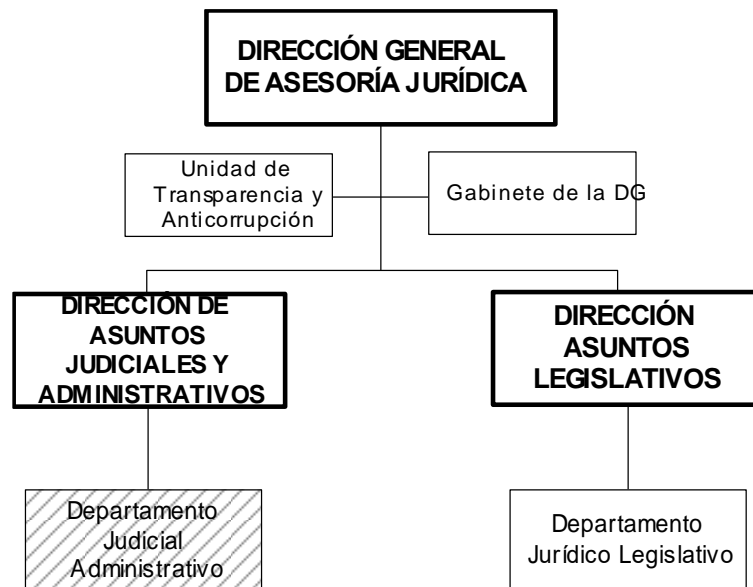 DIRECCIÓN GENERAL
DE ASESORÍA JURÍDICA
Unidad de
Transparencia y
Anticorrupción
Gabinete de la DG
DIRECCIÓN DE
ASUNTOS
JUDICIALES Y
ADMINISTRATIVOS
DIRECCIÓN
ASUNTOS
LEGISLATIVOS
Departamento
Judicial
Administrativo
Departamento
Jurídico Legislativo